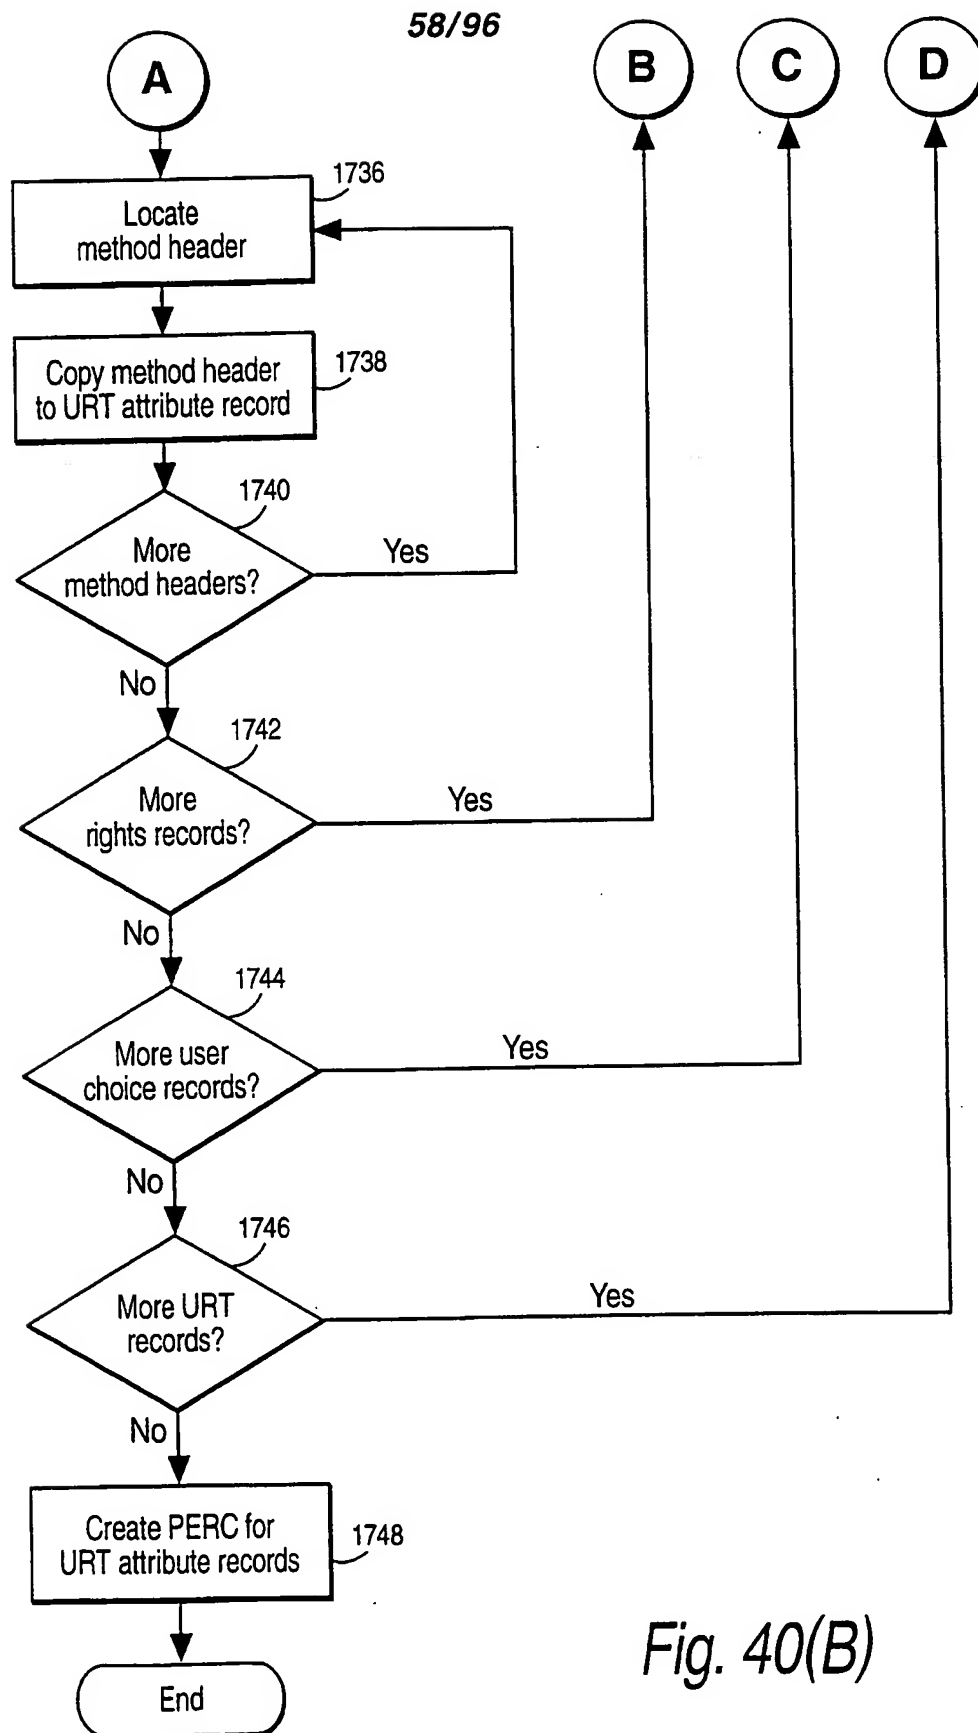 58/96
A
B
C
D
1736
Locate
method header
1738
Copy method header
to URT attribute record
1740
More
method headers?
Yes
No
1742
More
rights records?
Yes
No
1744
More user
choice records?
Yes
No
1746
More URT
records?
Yes
No
Create PERC for
URT attribute records
1748
End
Fig. 40(B)